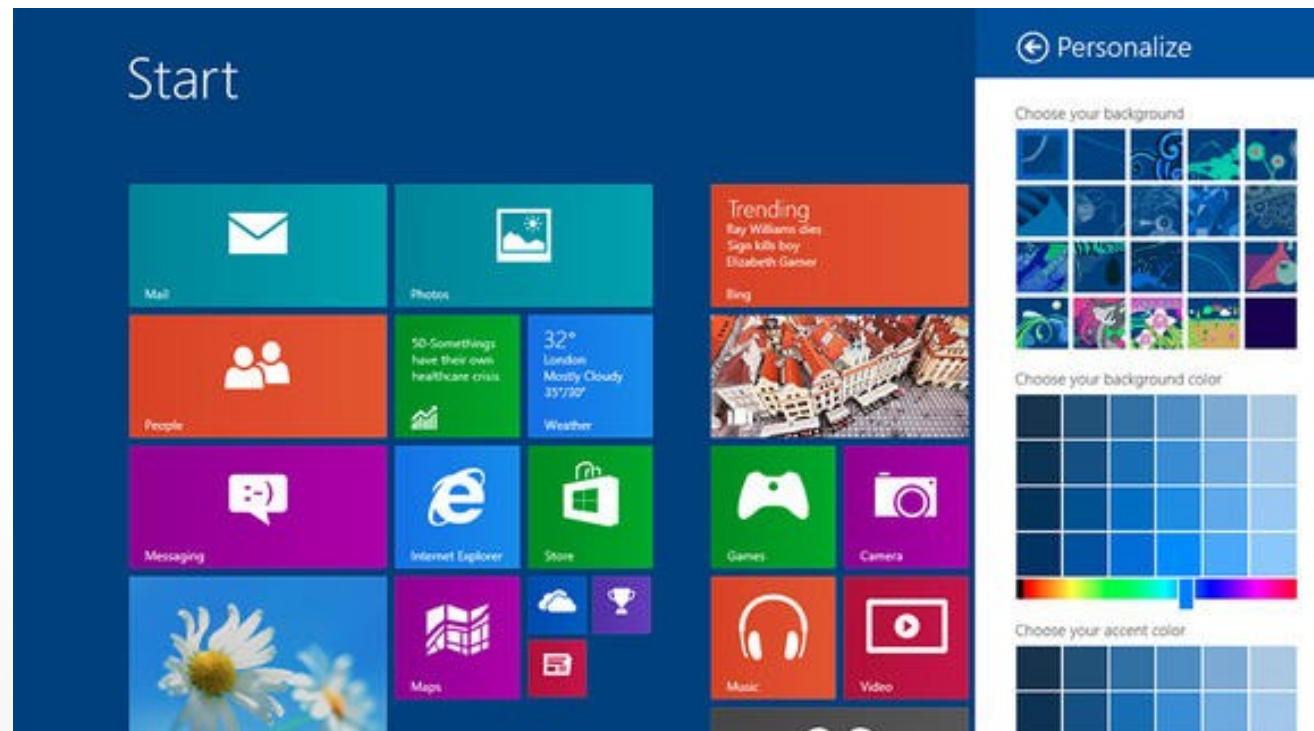 Start
Mail
Photos
People
50-Somethings
have their own
healthcare crisis
32°
London
Mostly Cloudy
35°/30°
Weather
Messaging
:-)
Internet Explorer
Store
Maps
Trending
Ray Williams dies
Sign kills boy
Elizabeth Garner
Bing
Games
Camera
Music
Video
Personalize
Choose your background
Choose your background color
Choose your accent color